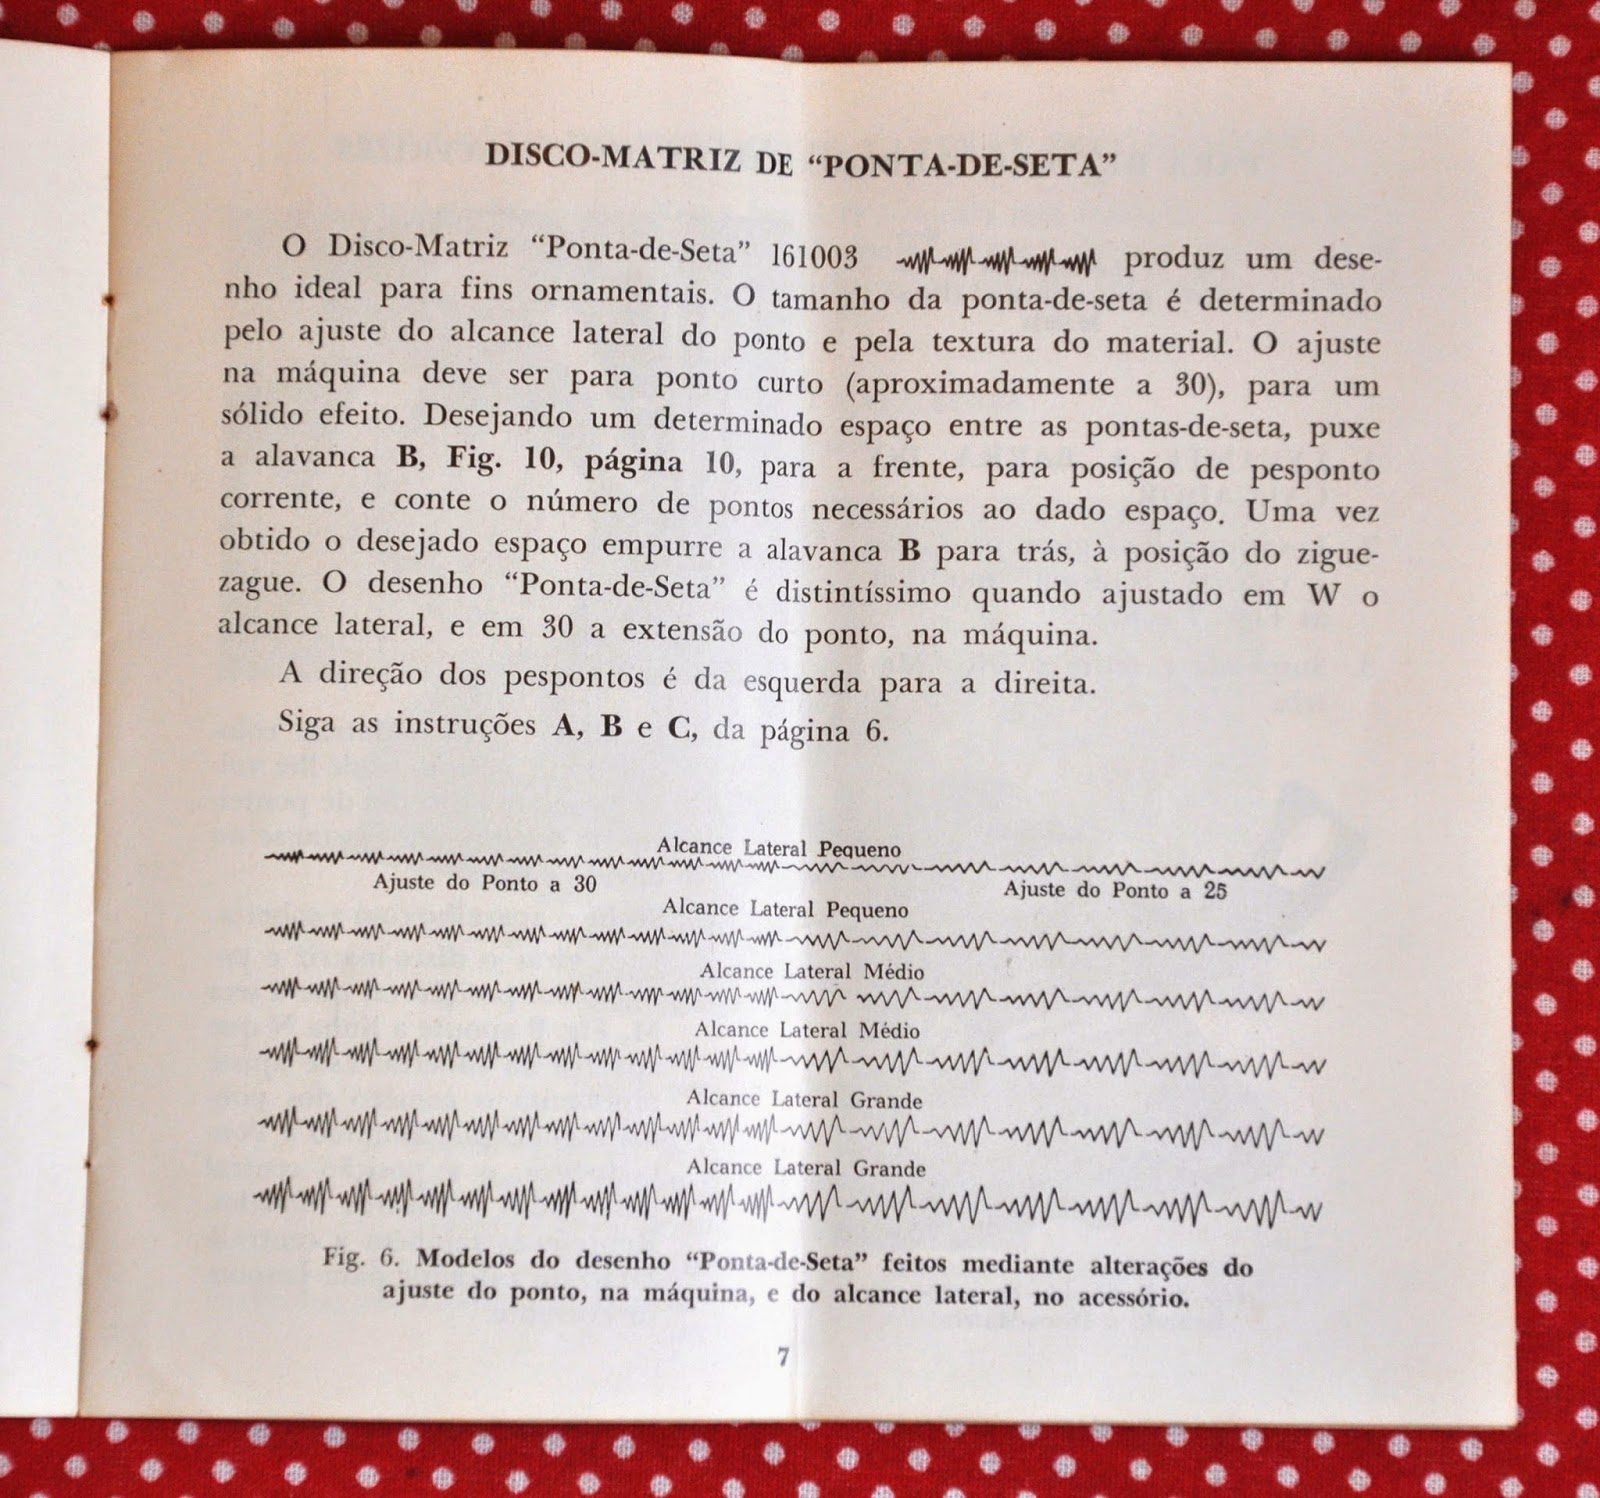 DISCO-MATRIZ DE “PONTA-DE-SETA”
O Disco-Matriz “Ponta-de-Seta” 161003 produz um dese-
nho ideal para fins ornamentais. O tamanho da ponta-de-seta é determinado
pelo ajuste do alcance lateral do ponto e pela textura do material. O ajuste
na máquina deve ser para ponto curto (aproximadamente a 30), para um
sólido efeito. Desejando um determinado espaço entre as pontas-de-seta, puxe
a alavanca B, Fig. 10, página 10, para a frente, para posição de pesponto
corrente, e conte o número de pontos necessários ao dado espaço. Uma vez
obtido o desejado espaço empurre a alavanca B para trás, à posição do zigue-
zague. O desenho “Ponta-de-Seta” é distintíssimo quando ajustado em W o
alcance lateral, e em 30 a extensão do ponto, na máquina.
A direção dos pespontos é da esquerda para a direita.
Siga as instruções A, B e C, da página 6.
Alcance Lateral Pequeno
Ajuste do Ponto a 30 Ajuste do Ponto a 25
Alcance Lateral Pequeno
Alcance Lateral Médio
Alcance Lateral Médio
Alcance Lateral Grande
Alcance Lateral Grande
Fig. 6. Modelos do desenho “Ponta-de-Seta” feitos mediante alterações do
ajuste do ponto, na máquina, e do alcance lateral, no acessório.
7